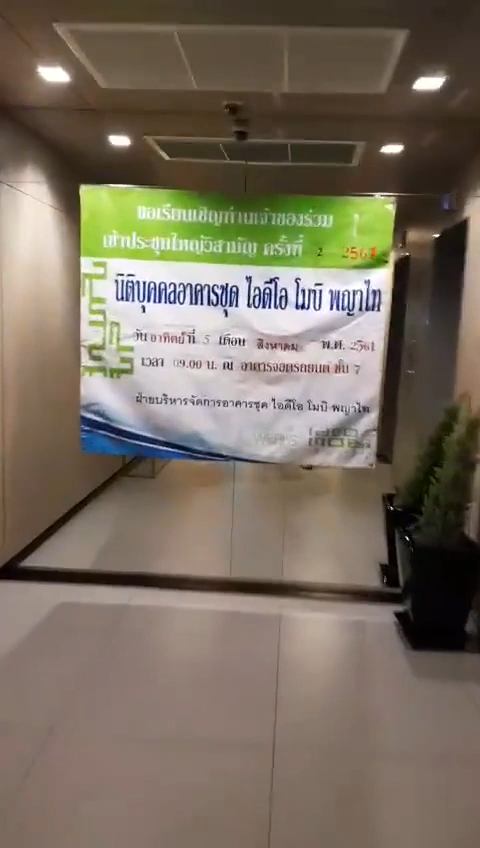 ขอเรียนเชิญท่านเจ้าของร่วม
เข้าประชุมใหญ่วิสามัญ ครั้งที่ 2 2561
นิติบุคคลอาคารชุด ไอดีโอ โมบิ พญาไท
วัน อาทิตย์ ที่ 5 เดือน สิงหาคม พ.ศ. 2561
เวลา 09.00 น. ณ อาคารจอดรถยนต์ ชั้น 7
ฝ่ายบริหารจัดการอาคารชุด ไอดีโอ โมบิ พญาไท